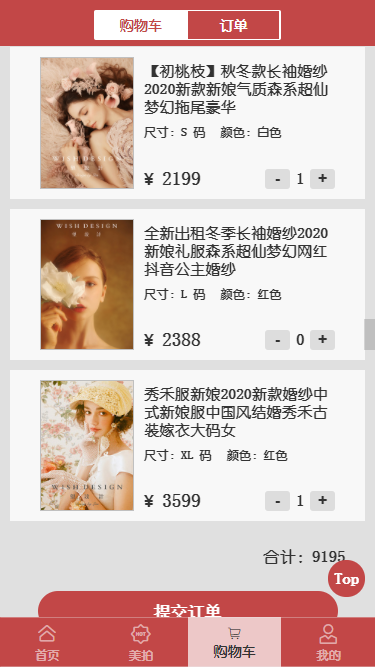 购物车 订单
【初桃枝】秋冬款长袖婚纱
2020新款新娘气质森系超仙
梦幻拖尾豪华
尺寸: S 码 颜色: 白色
¥ 2199 - 1 +
WISH DESIGN
全新出租冬季长袖婚纱2020
新娘礼服森系超仙梦幻网红
抖音公主婚纱
尺寸: L 码 颜色: 红色
¥ 2388 - 0 +
秀禾服新娘2020新款婚纱中
式新娘服中国风结婚秀禾古
装嫁衣大码女
尺寸: XL 码 颜色: 红色
WISH DESIGN
¥ 3599 - 1 +
合计: 9195
Top
提交订单
HOT
首页 美拍 购物车 我的